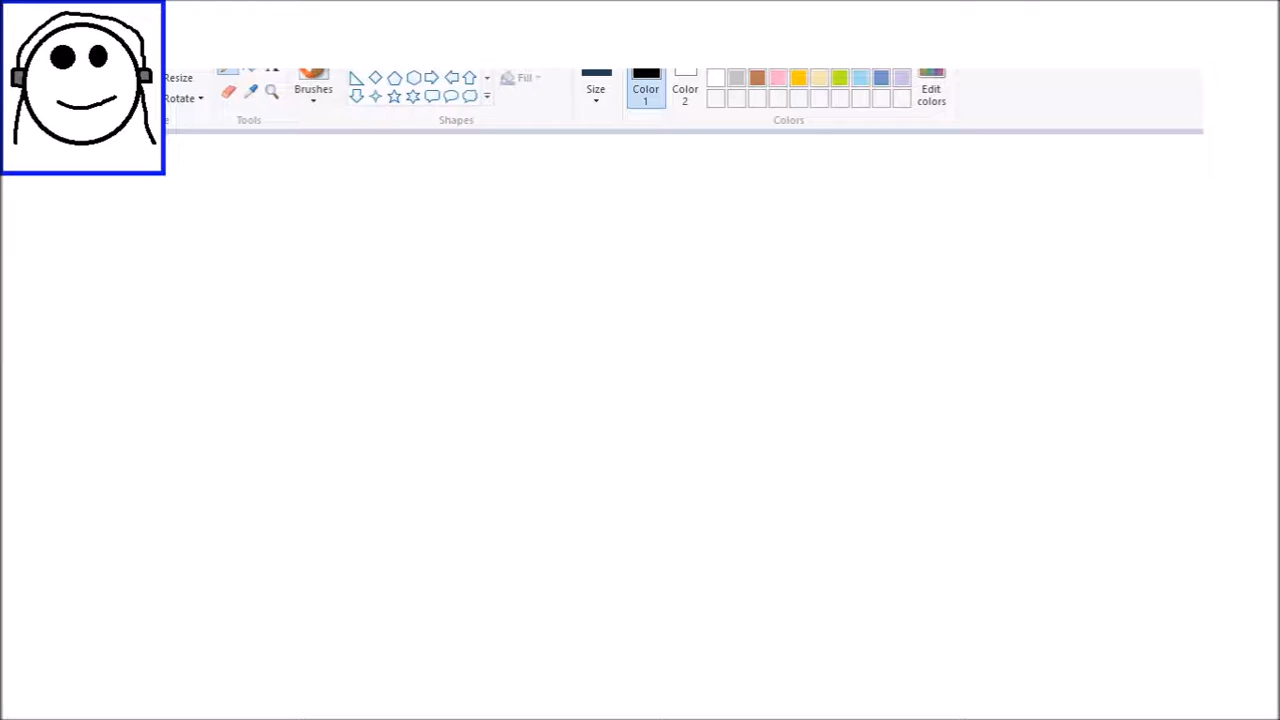 Resize
Rotate
Brushes
Fill
Size
Color 1
Color 2
Edit colors
Tools
Shapes
Colors